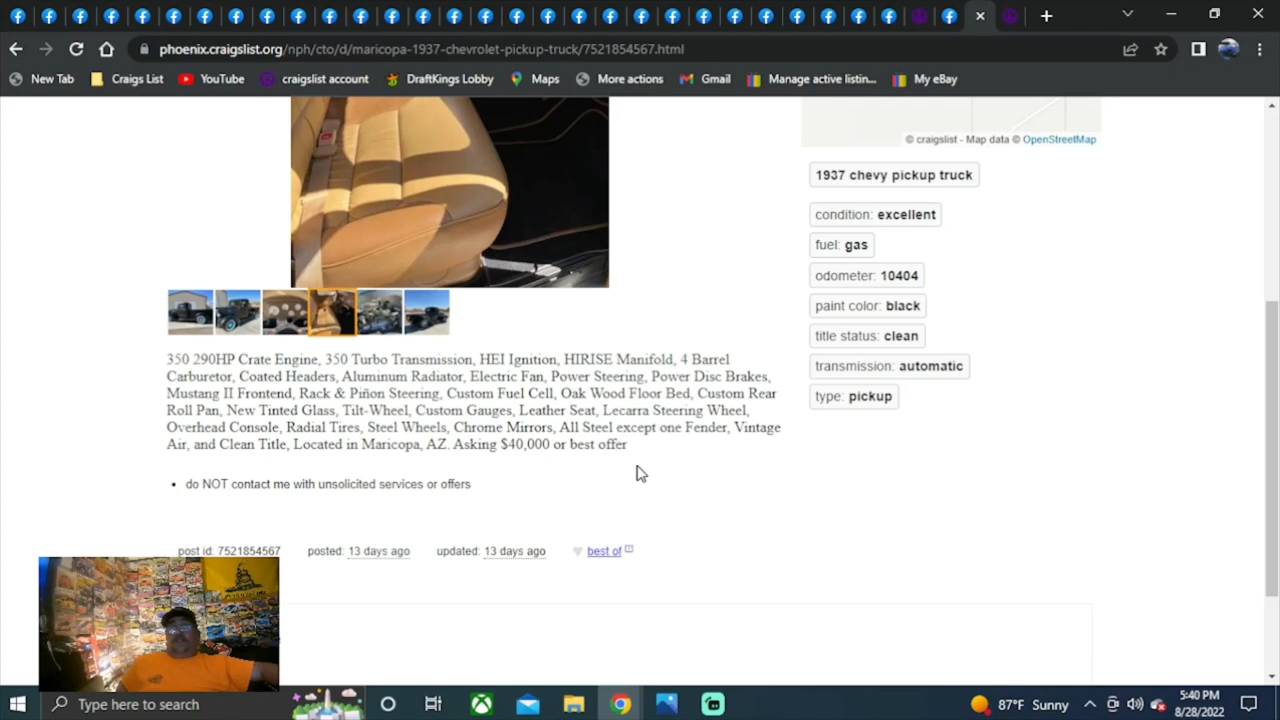 phoenix.craigslist.org/nph/cto/d/maricopa-1937-chevrolet-pickup-truck/7521854567.html
New Tab
Craigs List
YouTube
craigslist account
DraftKings Lobby
Maps
More actions
Gmail
Manage active listin...
My eBay
© craigslist - Map data © OpenStreetMap
1937 chevy pickup truck
condition: excellent
fuel: gas
odometer: 10404
paint color: black
title status: clean
transmission: automatic
type: pickup
350 290HP Crate Engine, 350 Turbo Transmission, HEI Ignition, HIRISE Manifold, 4 Barrel
Carburetor, Coated Headers, Aluminum Radiator, Electric Fan, Power Steering, Power Disc Brakes,
Mustang II Frontend, Rack & Piñon Steering, Custom Fuel Cell, Oak Wood Floor Bed, Custom Rear
Roll Pan, New Tinted Glass, Tilt-Wheel, Custom Gauges, Leather Seat, Lecarra Steering Wheel,
Overhead Console, Radial Tires, Steel Wheels, Chrome Mirrors, All Steel except one Fender, Vintage
Air, and Clean Title, Located in Maricopa, AZ. Asking $40,000 or best offer
• do NOT contact me with unsolicited services or offers
post id: 7521854567 posted: 13 days ago updated: 13 days ago best of
Type here to search
87°F Sunny
5:40 PM
8/28/2022